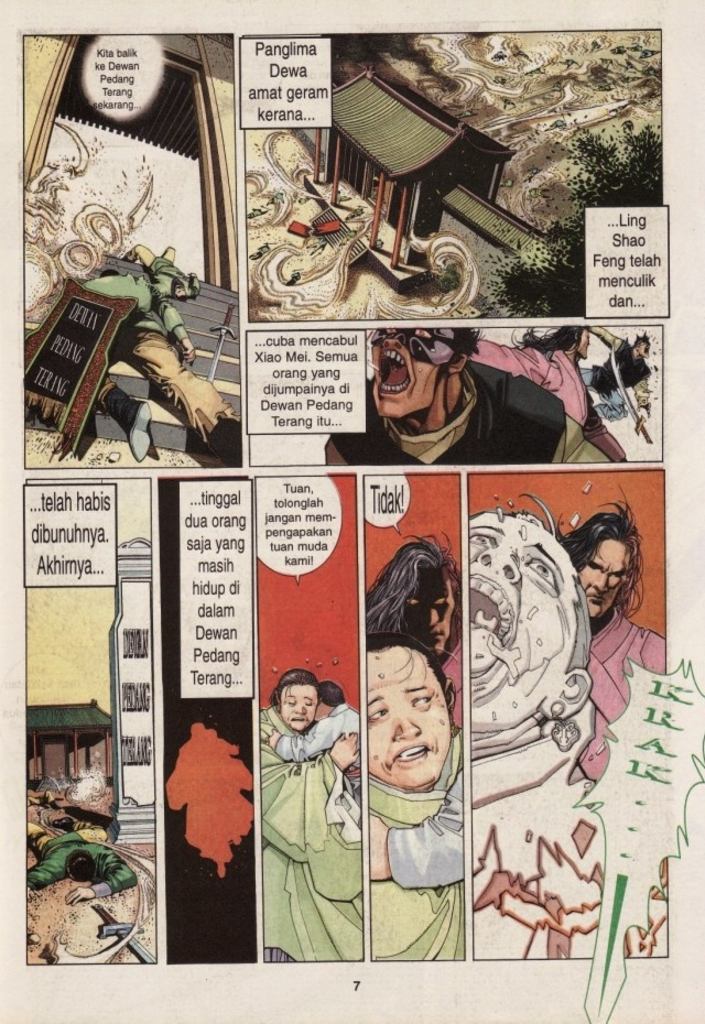 Kita balik
ke Dewan
Pedang
Terang
sekarang...
DEWAN
PEDANG
TERANG
Panglima
Dewa
amat geram
kerana...
...Ling
Shao
Feng telah
menculik
dan...
...cuba mencabul
Xiao Mei. Semua
orang yang
dijumpainya di
Dewan Pedang
Terang itu...
...telah habis
dibunuhnya.
Akhirnya...
DEWAN
PEDANG
TERANG
...tinggal
dua orang
saja yang
masih
hidup di
dalam
Dewan
Pedang
Terang...
Tuan,
tolonglah
jangan mem-
pengapakan
tuan muda
kami!
Tidak!
KRAK...
7